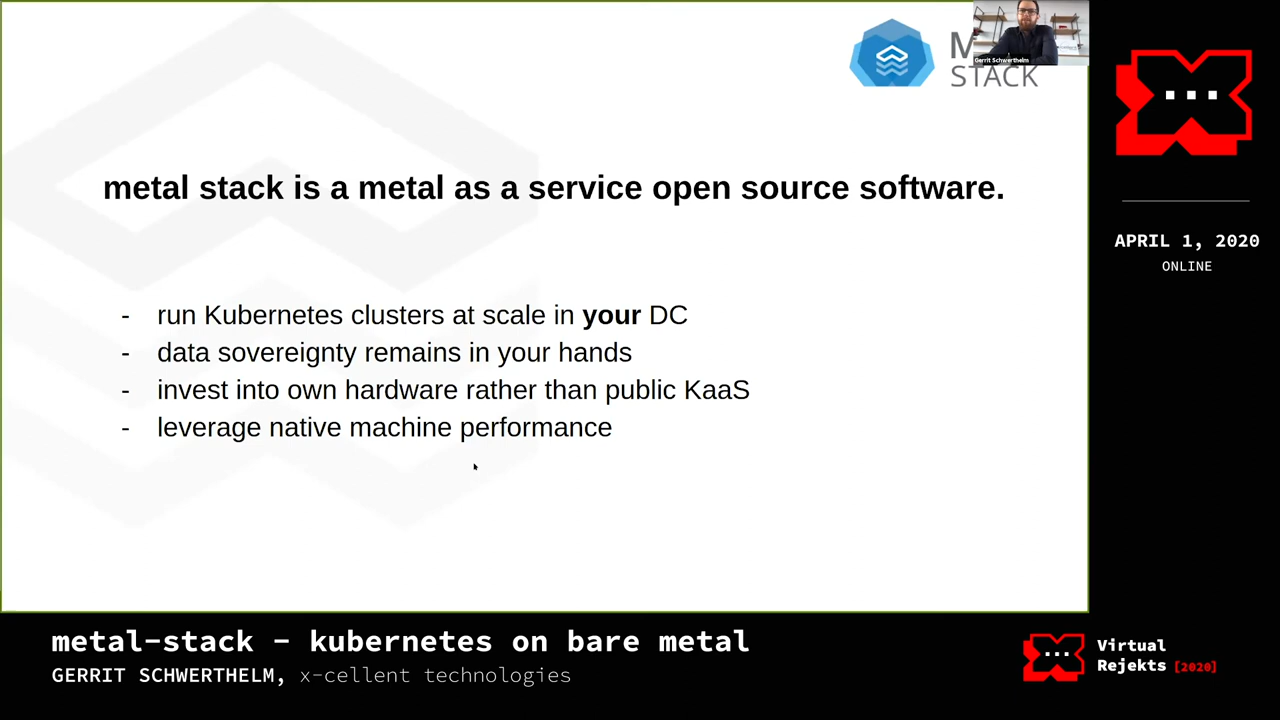 M
STACK
Gerrit Schwerthelm
metal stack is a metal as a service open source software.
- run Kubernetes clusters at scale in your DC
- data sovereignty remains in your hands
- invest into own hardware rather than public KaaS
- leverage native machine performance
APRIL 1, 2020
ONLINE
metal-stack - kubernetes on bare metal
GERRIT SCHWERTHELM, x-cellent technologies
Virtual
Rejekts [2020]